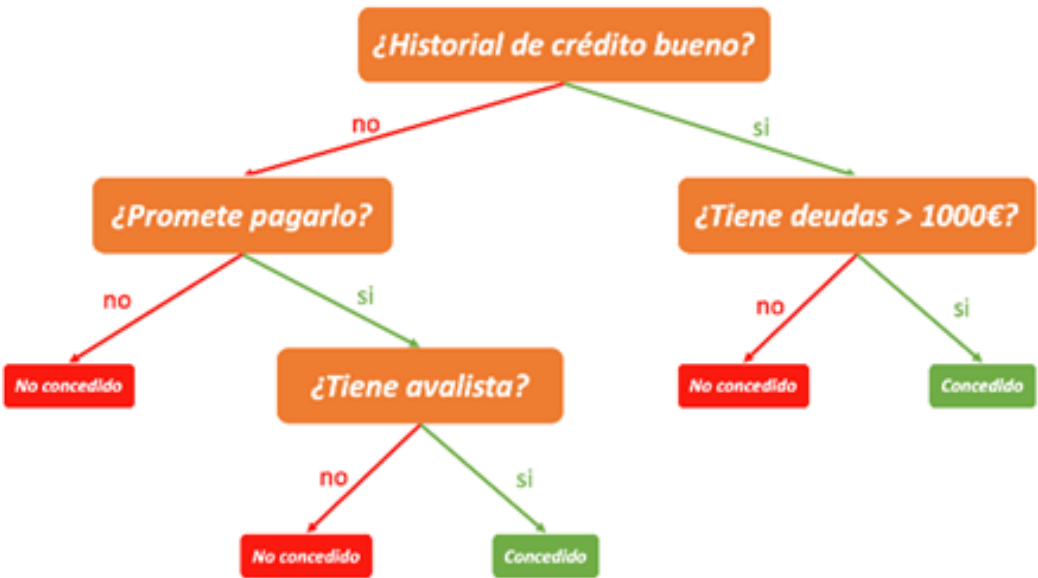 ¿Historial de crédito bueno?
no
si
¿Promete pagarlo?
¿Tiene deudas > 1000€?
no
si
no
si
No concedido
¿Tiene avalista?
No concedido
Concedido
no
si
No concedido
Concedido